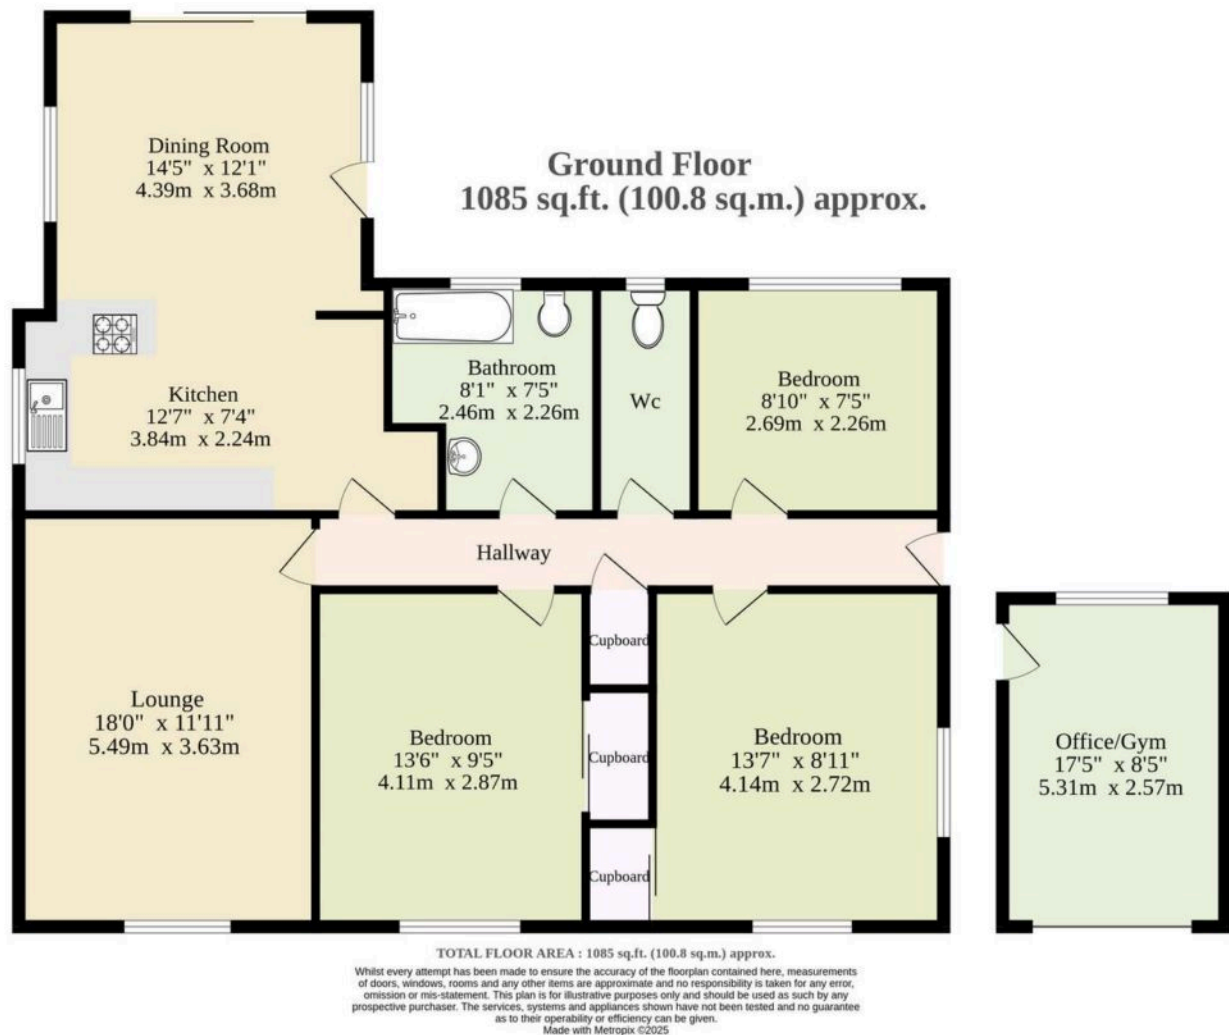 Dining Room
14'5" x 12'1"
4.39m x 3.68m
Ground Floor
1085 sq.ft. (100.8 sq.m.) approx.
Kitchen
12'7" x 7'4"
3.84m x 2.24m
Bathroom
8'1" x 7'5"
2.46m x 2.26m
Wc
Bedroom
8'10" x 7'5"
2.69m x 2.26m
Hallway
Lounge
18'0" x 11'11"
5.49m x 3.63m
Bedroom
13'6" x 9'5"
4.11m x 2.87m
Cupboard
Cupboard
Cupboard
Bedroom
13'7" x 8'11"
4.14m x 2.72m
Office/Gym
17'5" x 8'5"
5.31m x 2.57m
TOTAL FLOOR AREA : 1085 sq.ft. (100.8 sq.m.) approx.
Whilst every attempt has been made to ensure the accuracy of the floorplan contained here, measurements
of doors, windows, rooms and any other items are approximate and no responsibility is taken for any error,
omission or mis-statement. This plan is for illustrative purposes only and should be used as such by any
prospective purchaser. The services, systems and appliances shown have not been tested and no guarantee
as to their operability or efficiency can be given.
Made with Metropix ©2025